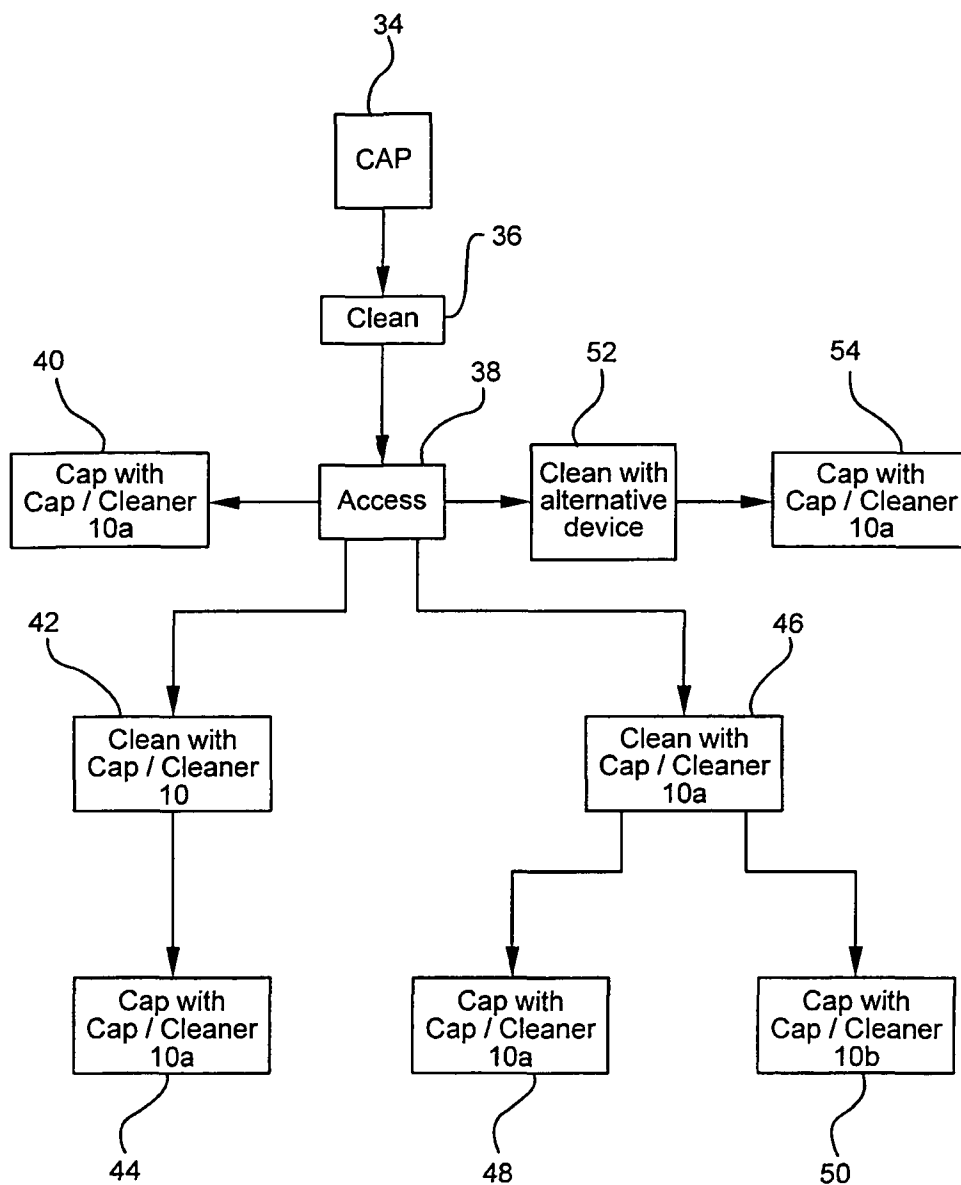 34
CAP
36
Clean
40
38
52
54
Cap with
Cap / Cleaner
10a
Access
Clean with
alternative
device
Cap with
Cap / Cleaner
10a
42
46
Clean with
Cap / Cleaner
10
Clean with
Cap / Cleaner
10a
Cap with
Cap / Cleaner
10a
Cap with
Cap / Cleaner
10a
Cap with
Cap / Cleaner
10b
44
48
50